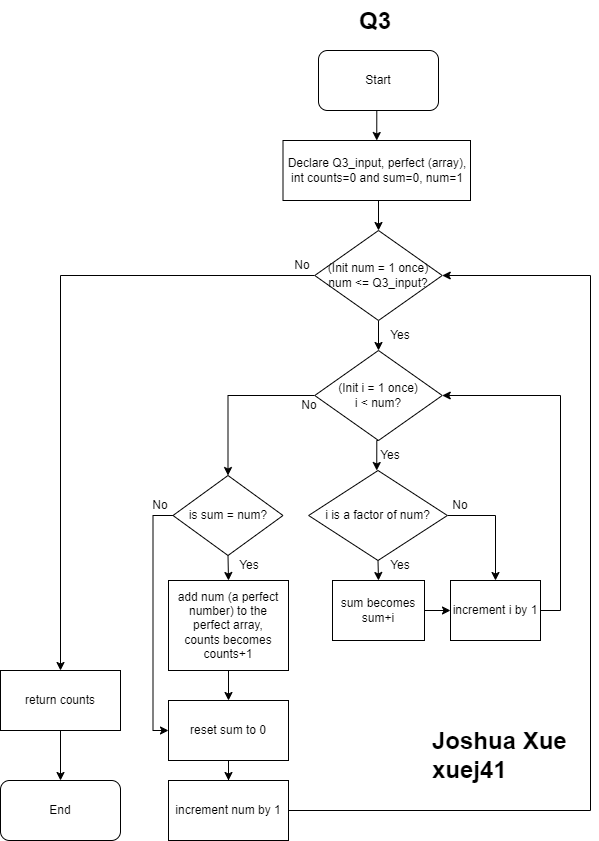 Q3
Start
Declare Q3_input, perfect (array),
int counts=0 and sum=0, num=1
No
(Init num = 1 once)
num <= Q3_input?
Yes
(Init i = 1 once)
i < num?
No
Yes
No
is sum = num?
i is a factor of num?
No
Yes
Yes
add num (a perfect
number) to the
perfect array,
counts becomes
counts+1
sum becomes
sum+i
increment i by 1
return counts
reset sum to 0
Joshua Xue
xuej41
End
increment num by 1